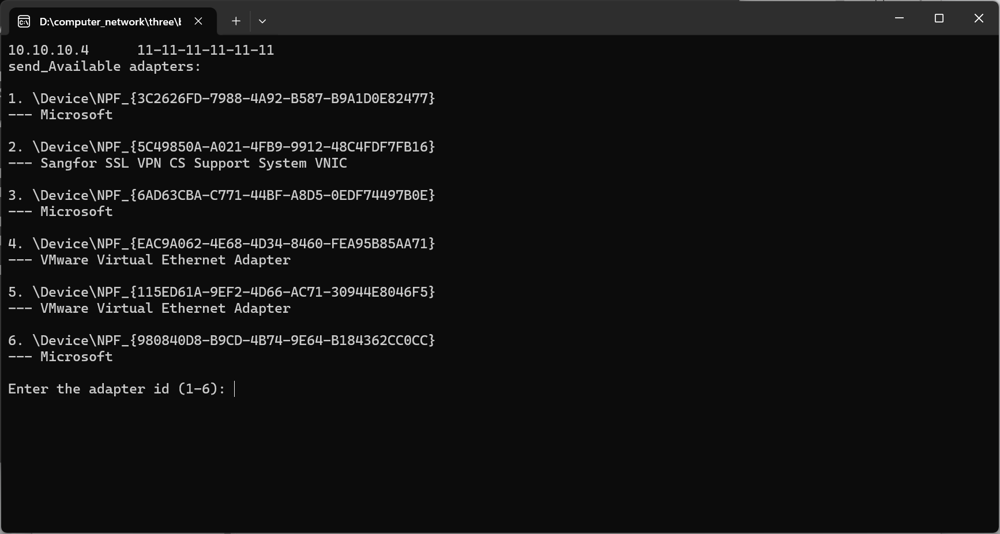 D:\computer_network\three\
10.10.10.4      11-11-11-11-11-11
send_Available adapters:
1. \Device\NPF_{3C2626FD-7988-4A92-B587-B9A1D0E82477}
--- Microsoft
2. \Device\NPF_{5C49850A-A021-4FB9-9912-48C4FDF7FB16}
--- Sangfor SSL VPN CS Support System VNIC
3. \Device\NPF_{6AD63CBA-C771-44BF-A8D5-0EDF74497B0E}
--- Microsoft
4. \Device\NPF_{EAC9A062-4E68-4D34-8460-FEA95B85AA71}
--- VMware Virtual Ethernet Adapter
5. \Device\NPF_{115ED61A-9EF2-4D66-AC71-30944E8046F5}
--- VMware Virtual Ethernet Adapter
6. \Device\NPF_{980840D8-B9CD-4B74-9E64-B184362CC0CC}
--- Microsoft
Enter the adapter id (1-6):